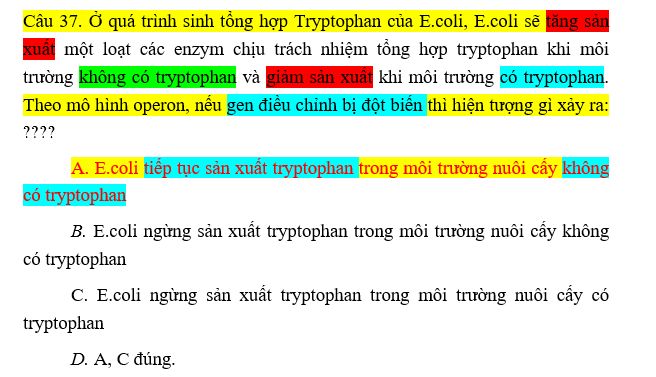 Câu 37. Ở quá trình sinh tổng hợp Tryptophan của E.coli, E.coli sẽ tăng sản
xuất một loạt các enzym chịu trách nhiệm tổng hợp tryptophan khi môi
trường không có tryptophan và giảm sản xuất khi môi trường có tryptophan.
Theo mô hình operon, nếu gen điều chỉnh bị đột biến thì hiện tượng gì xảy ra:
????
A. E.coli tiếp tục sản xuất tryptophan trong môi trường nuôi cấy không
có tryptophan
B. E.coli ngừng sản xuất tryptophan trong môi trường nuôi cấy không
có tryptophan
C. E.coli ngừng sản xuất tryptophan trong môi trường nuôi cấy có
tryptophan
D. A, C đúng.